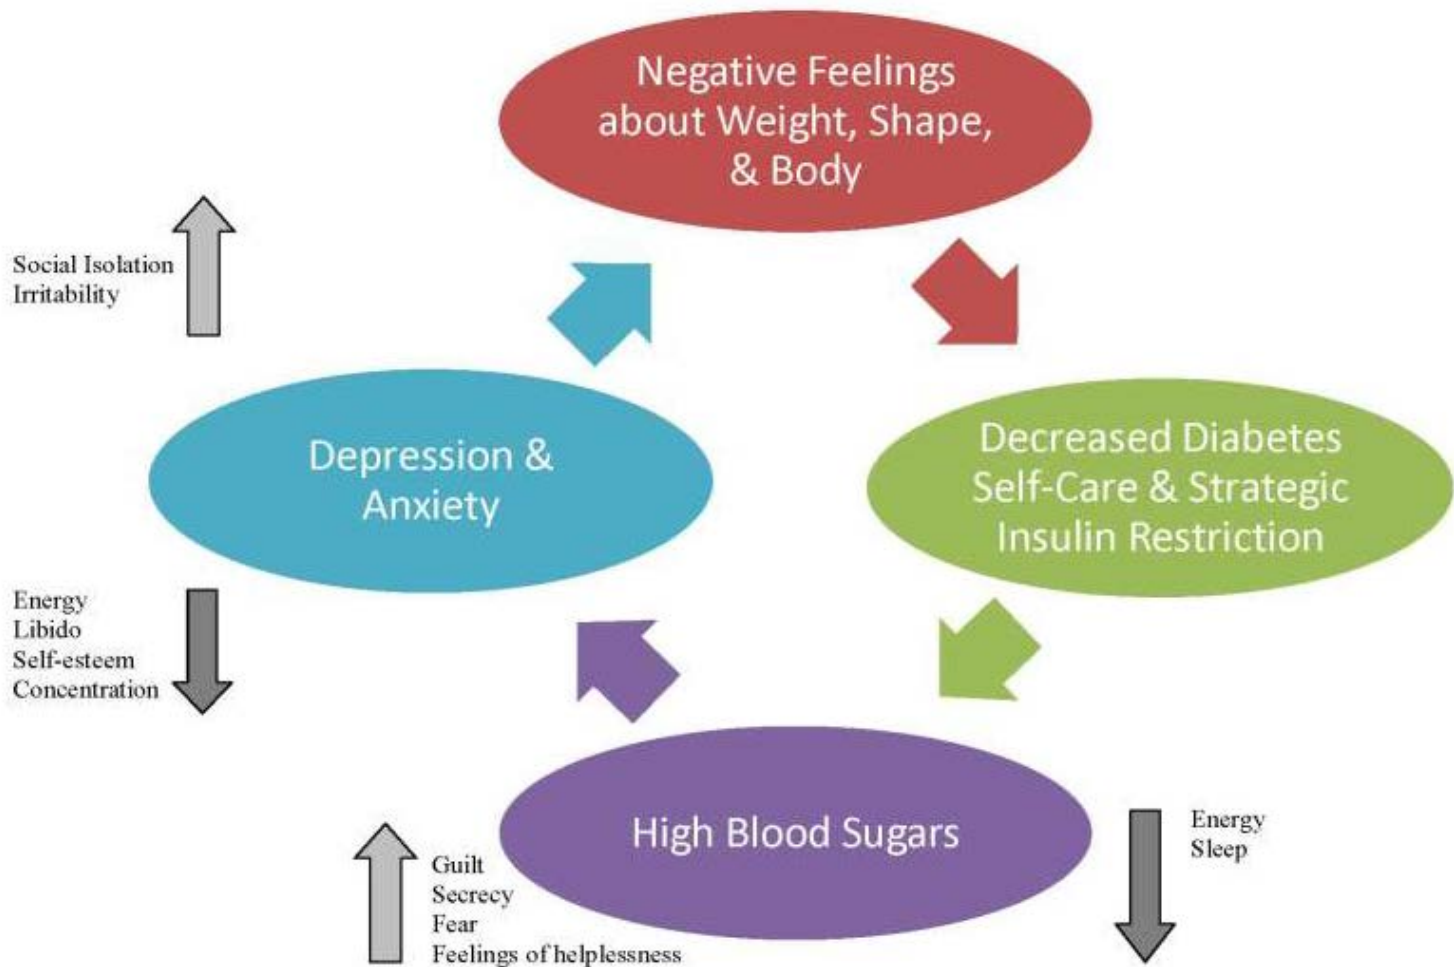 Negative Feelings
about Weight, Shape,
& Body
Social Isolation
Irritability
Depression &
Anxiety
Decreased Diabetes
Self-Care & Strategic
Insulin Restriction
Energy
Libido
Self-esteem
Concentration
High Blood Sugars
Guilt
Secrecy
Fear
Feelings of helplessness
Energy
Sleep